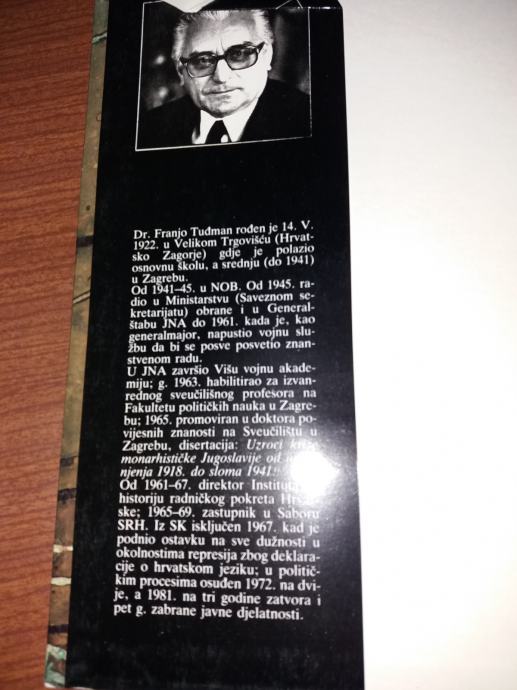 Dr. Franjo Tuđman rođen je 14. V.
1922. u Velikom Trgovišću (Hrvat-
sko Zagorje) gdje je polazio
osnovnu školu, a srednju (do 1941)
u Zagrebu.
Od 1941–45. u NOB. Od 1945. ra-
dio u Ministarstvu (Saveznom se-
kretarijatu) obrane i u General-
štabu JNA do 1961. kada je, kao
generalmajor, napustio vojnu slu-
žbu da bi se posve posvetio znan-
stvenom radu.
U JNA završio Višu vojnu akade-
miju; g. 1963. habilitirao za izvan-
rednog sveučilišnog profesora na
Fakultetu političkih nauka u Zagre-
bu; 1965. promoviran u doktora po-
vijesnih znanosti na Sveučilištu u
Zagrebu, disertacija: Uzroci
monarhističke Jugoslavije od
njenja 1918. do sloma 1941.
Od 1961–67. direktor Instituta
historiju radničkog pokreta Hrvat-
ske; 1965–69. zastupnik u Saboru
SRH. Iz SK isključen 1967. kad je
podnio ostavku na sve dužnosti u
okolnostima represija zbog deklara-
cije o hrvatskom jeziku; u politič-
kim procesima osuđen 1972. na dvi-
je, a 1981. na tri godine zatvora i
pet g. zabrane javne djelatnosti.